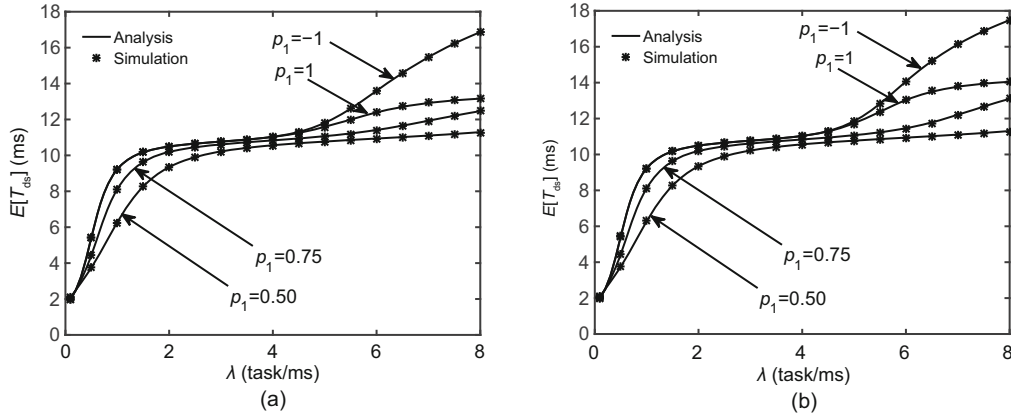 18
16
14
12
10
8
6
4
2
0
E[T_ds] (ms)
Analysis
Simulation
p_1=−1
p_1=1
p_1=0.75
p_1=0.50
0 2 4 6 8
λ (task/ms)
(a)
18
16
14
12
10
8
6
4
2
0
E[T_ds] (ms)
Analysis
Simulation
p_1=−1
p_1=1
p_1=0.75
p_1=0.50
0 2 4 6 8
λ (task/ms)
(b)